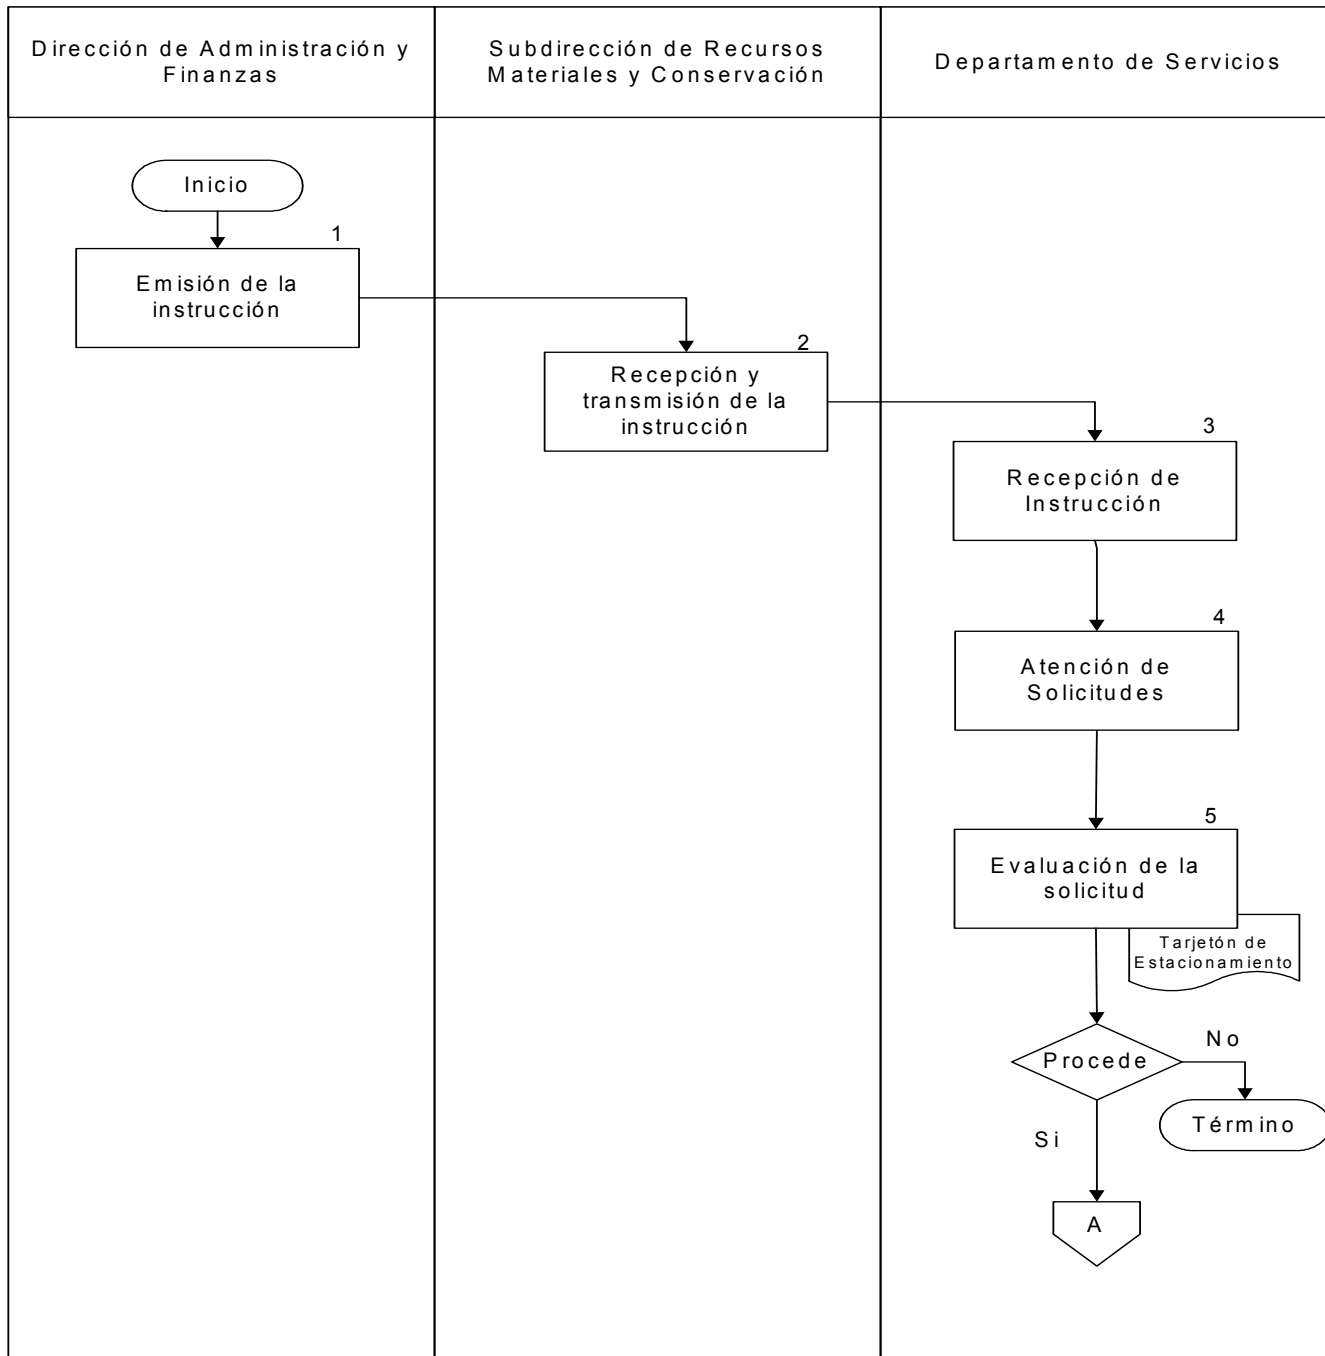 Dirección de Administración y
Finanzas
Subdirección de Recursos
Materiales y Conservación
Departamento de Servicios
Inicio
1
Emisión de la
instrucción
2
Recepción y
transmisión de la
instrucción
3
Recepción de
Instrucción
4
Atención de
Solicitudes
5
Evaluación de la
solicitud
Tarjetón de
Estacionamiento
Procede
No
Término
Si
A